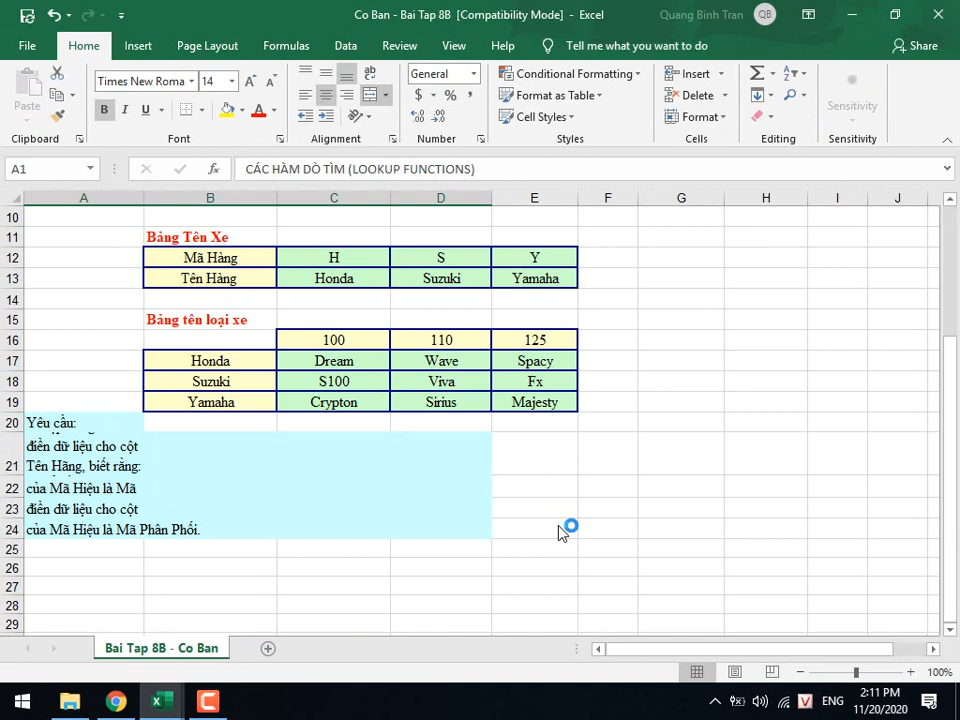 Co Ban - Bai Tap 8B [Compatibility Mode] - Excel
Quang Binh Tran QB
File Home Insert Page Layout Formulas Data Review View Help Tell me what you want to do Share
Paste
Clipboard
Times New Roma 14
B I U A
Font
Alignment
General
$ % ,
Number
Conditional Formatting
Format as Table
Cell Styles
Styles
Insert
Delete
Format
Cells
Editing
Sensitivity
Sensitivity
A1 fx CÁC HÀM DÒ TÌM (LOOKUP FUNCTIONS)
A B C D E F G H I J
10
11 Bảng Tên Xe
12 Mã Hàng H S Y
13 Tên Hàng Honda Suzuki Yamaha
14
15 Bảng tên loại xe
16 100 110 125
17 Honda Dream Wave Spacy
18 Suzuki S100 Viva Fx
19 Yamaha Crypton Sirius Majesty
20 Yêu cầu:
điền dữ liệu cho cột
21 Tên Hãng, biết rằng:
22 của Mã Hiệu là Mã
23 điền dữ liệu cho cột
24 của Mã Hiệu là Mã Phân Phối.
25
26
27
28
29
Bai Tap 8B - Co Ban
100%
ENG
2:11 PM
11/20/2020